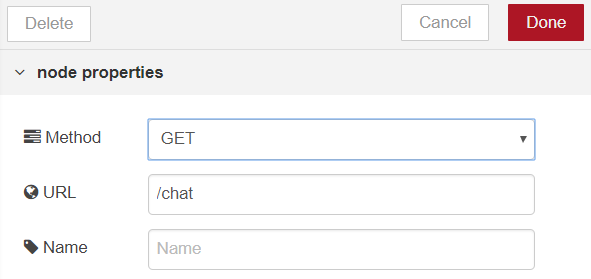 Delete Cancel Done
node properties
Method GET
URL /chat
Name Name